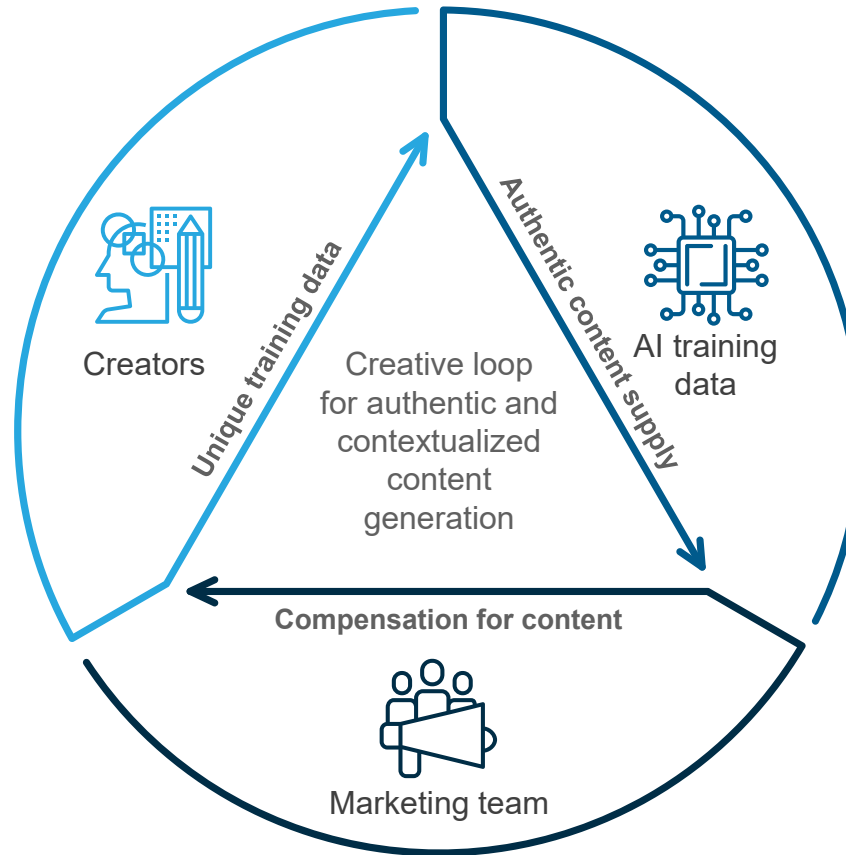 Creators
Unique training data
Authentic content supply
AI training
data
Creative loop
for authentic and
contextualized
content
generation
Compensation for content
Marketing team